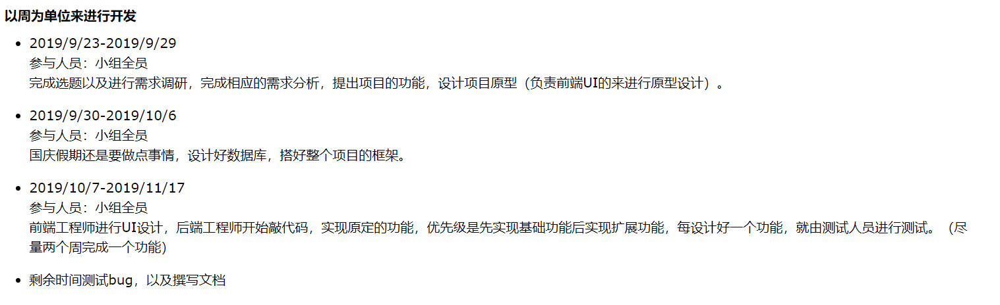 以周为单位来进行开发
2019/9/23-2019/9/29
参与人员：小组全员
完成选题以及进行需求调研，完成相应的需求分析，提出项目的功能，设计项目原型（负责前端UI的来进行原型设计）。
2019/9/30-2019/10/6
参与人员：小组全员
国庆假期还是要做点事情，设计好数据库，搭好整个项目的框架。
2019/10/7-2019/11/17
参与人员：小组全员
前端工程师进行UI设计，后端工程师开始敲代码，实现原定的功能，优先级是先实现基础功能后实现扩展功能，每设计好一个功能，就由测试人员进行测试。（尽
量两个周完成一个功能）
剩余时间测试bug，以及撰写文档